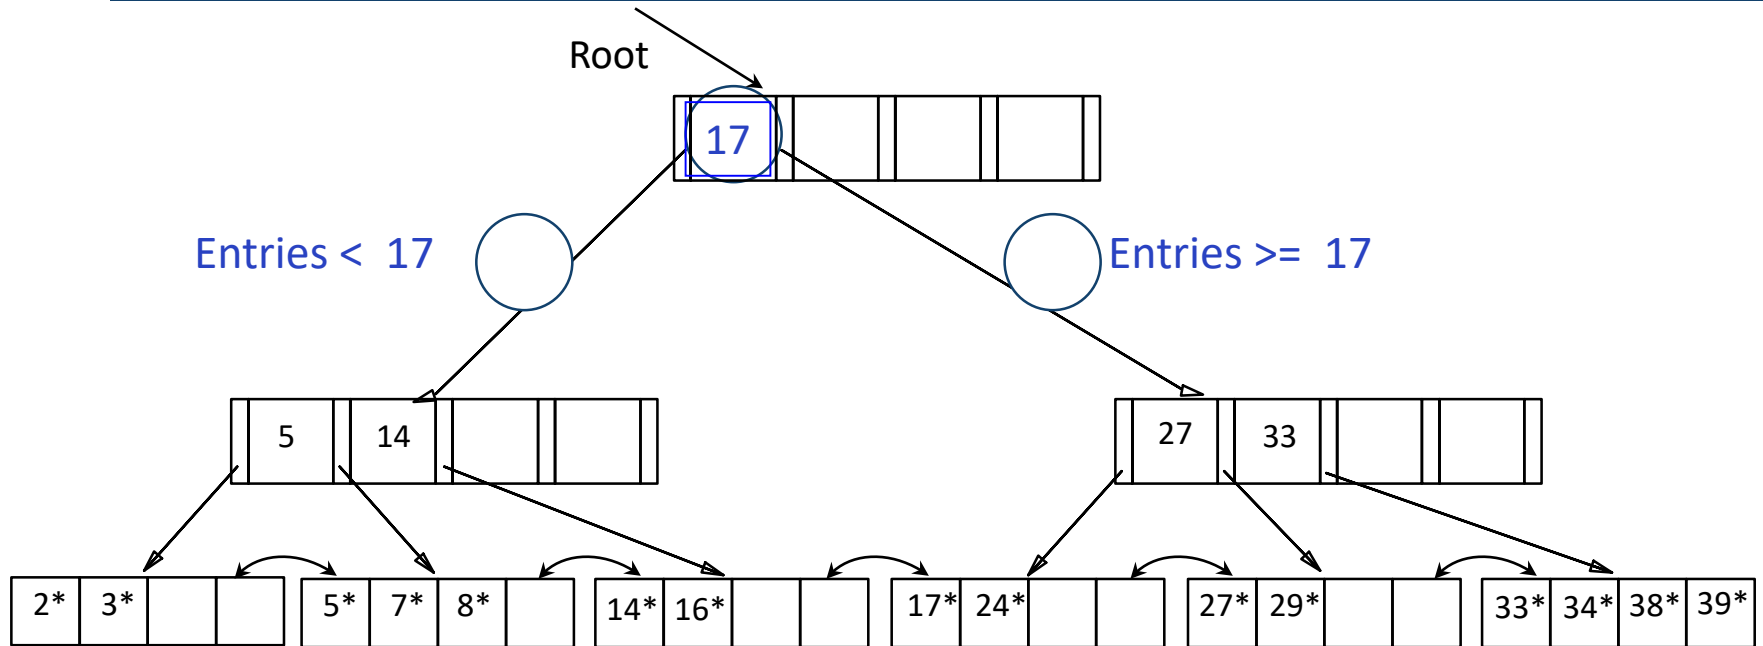 Root
17
Entries < 17
Entries >= 17
5 14
27 33
2* 3*
5* 7* 8*
14* 16*
17* 24*
27* 29*
33* 34* 38* 39*